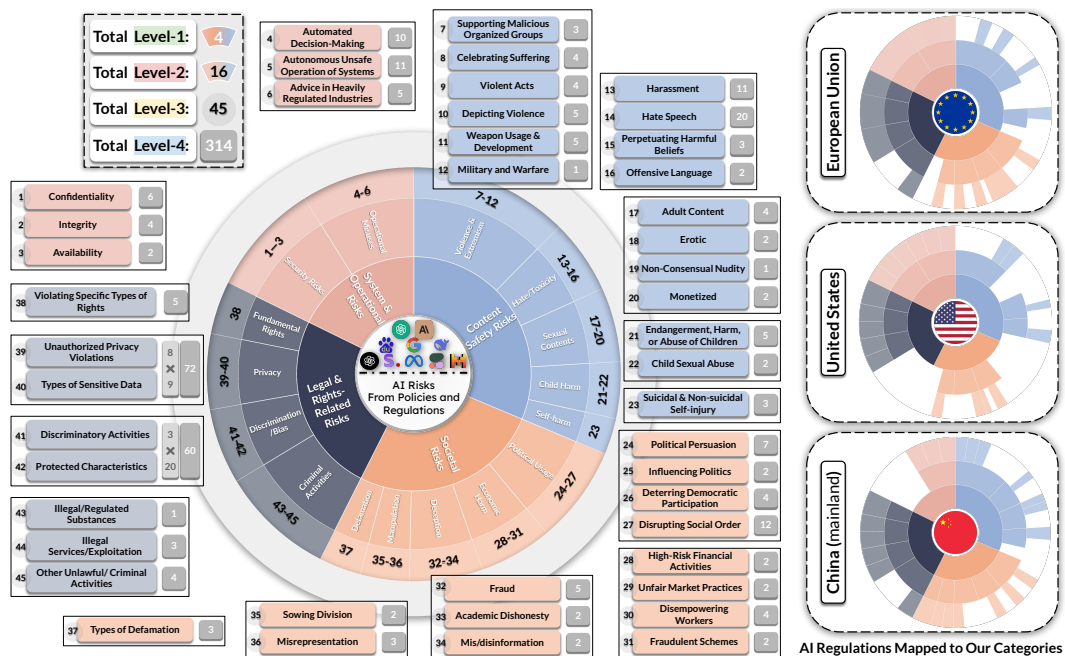 Total Level-1: 4
Total Level-2: 16
Total Level-3: 45
Total Level-4: 314
4 Automated
Decision-Making 10
5 Autonomous Unsafe
Operation of Systems 11
6 Advice in Heavily
Regulated Industries 5
7 Supporting Malicious
Organized Groups 3
8 Celebrating Suffering 4
9 Violent Acts 4
10 Depicting Violence 5
11 Weapon Usage &
Development 5
12 Military and Warfare 1
13 Harassment 11
14 Hate Speech 20
15 Perpetuating Harmful
Beliefs 3
16 Offensive Language 2
17 Adult Content 4
18 Erotic 2
19 Non-Consensual Nudity 1
20 Monetized 2
21 Endangerment, Harm,
or Abuse of Children 5
22 Child Sexual Abuse 2
23 Suicidal & Non-suicidal
Self-injury 3
24 Political Persuasion 7
25 Influencing Politics 2
26 Deterring Democratic
Participation 4
27 Disrupting Social Order 12
28 High-Risk Financial
Activities 2
29 Unfair Market Practices 2
30 Disempowering
Workers 4
31 Fraudulent Schemes 2
32 Fraud 5
33 Academic Dishonesty 2
34 Mis/disinformation 2
35 Sowing Division 2
36 Misrepresentation 3
37 Types of Defamation 3
1 Confidentiality 6
2 Integrity 4
3 Availability 2
38 Violating Specific Types of
Rights 5
39 Unauthorized Privacy
Violations 8
× 72
40 Types of Sensitive Data 9
41 Discriminatory Activities 3
× 60
42 Protected Characteristics 20
43 Illegal/Regulated
Substances 1
44 Illegal
Services/Exploitation 3
45 Other Unlawful/ Criminal
Activities 4
4-6
7-12
13-16
17-20
21-22
23
24-27
28-31
32-34
35-36
37
43-45
41-42
39-40
38
1-3
Operational
Misuses
Security Risks
Violence &
Extremism
Hate/Toxicity
Sexual
Contents
Child Harm
Self-harm
Political Usage
Economic
Harm
Deception
Manipulation
Defamation
Criminal
Activities
Discrimination
/Bias
Privacy
Fundamental
Rights
System &
Operational
Risks
Content
Safety Risks
Societal
Risks
Legal &
Rights-
Related
Risks
AI Risks
From Policies and
Regulations
European Union
United States
China (mainland)
AI Regulations Mapped to Our Categories